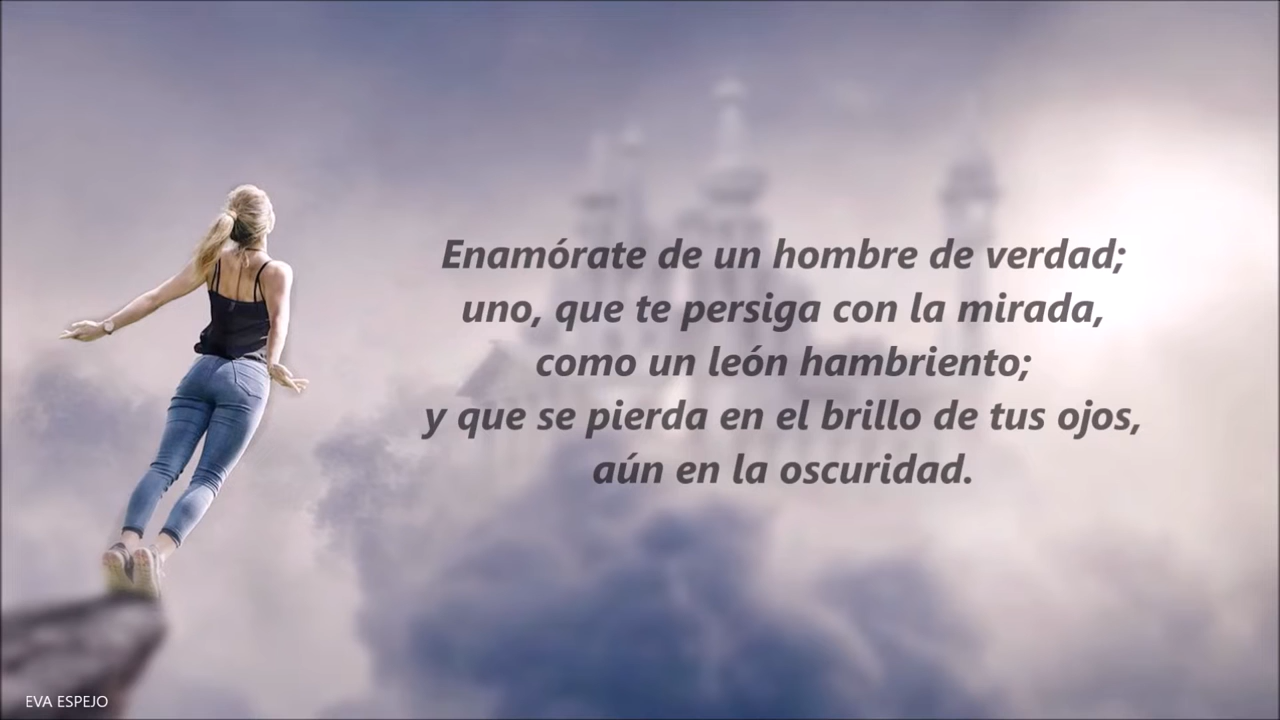 Enamórate de un hombre de verdad;
uno, que te persiga con la mirada,
como un león hambriento;
y que se pierda en el brillo de tus ojos,
aún en la oscuridad.
EVA ESPEJO